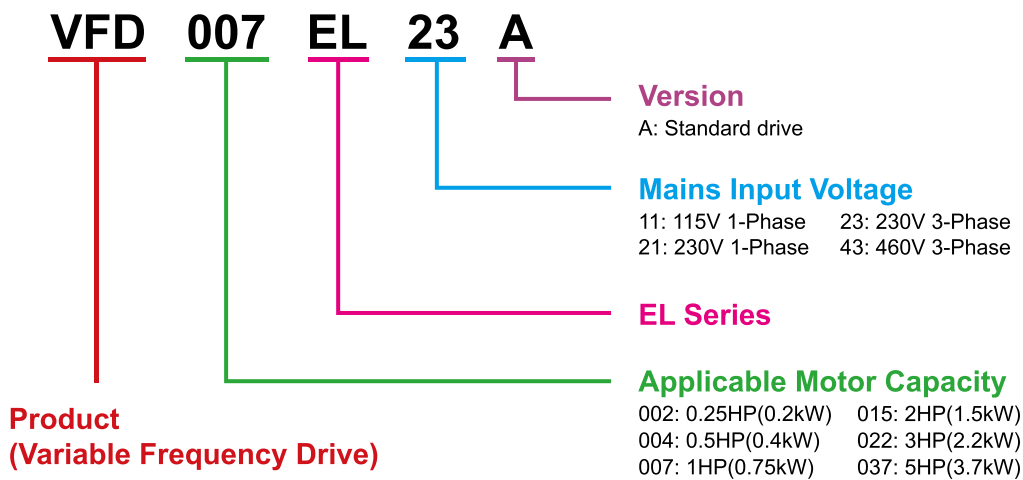 VFD 007 EL 23 A
Version
A: Standard drive
Mains Input Voltage
11: 115V 1-Phase 23: 230V 3-Phase
21: 230V 1-Phase 43: 460V 3-Phase
EL Series
Applicable Motor Capacity
002: 0.25HP(0.2kW) 015: 2HP(1.5kW)
004: 0.5HP(0.4kW) 022: 3HP(2.2kW)
007: 1HP(0.75kW) 037: 5HP(3.7kW)
Product
(Variable Frequency Drive)